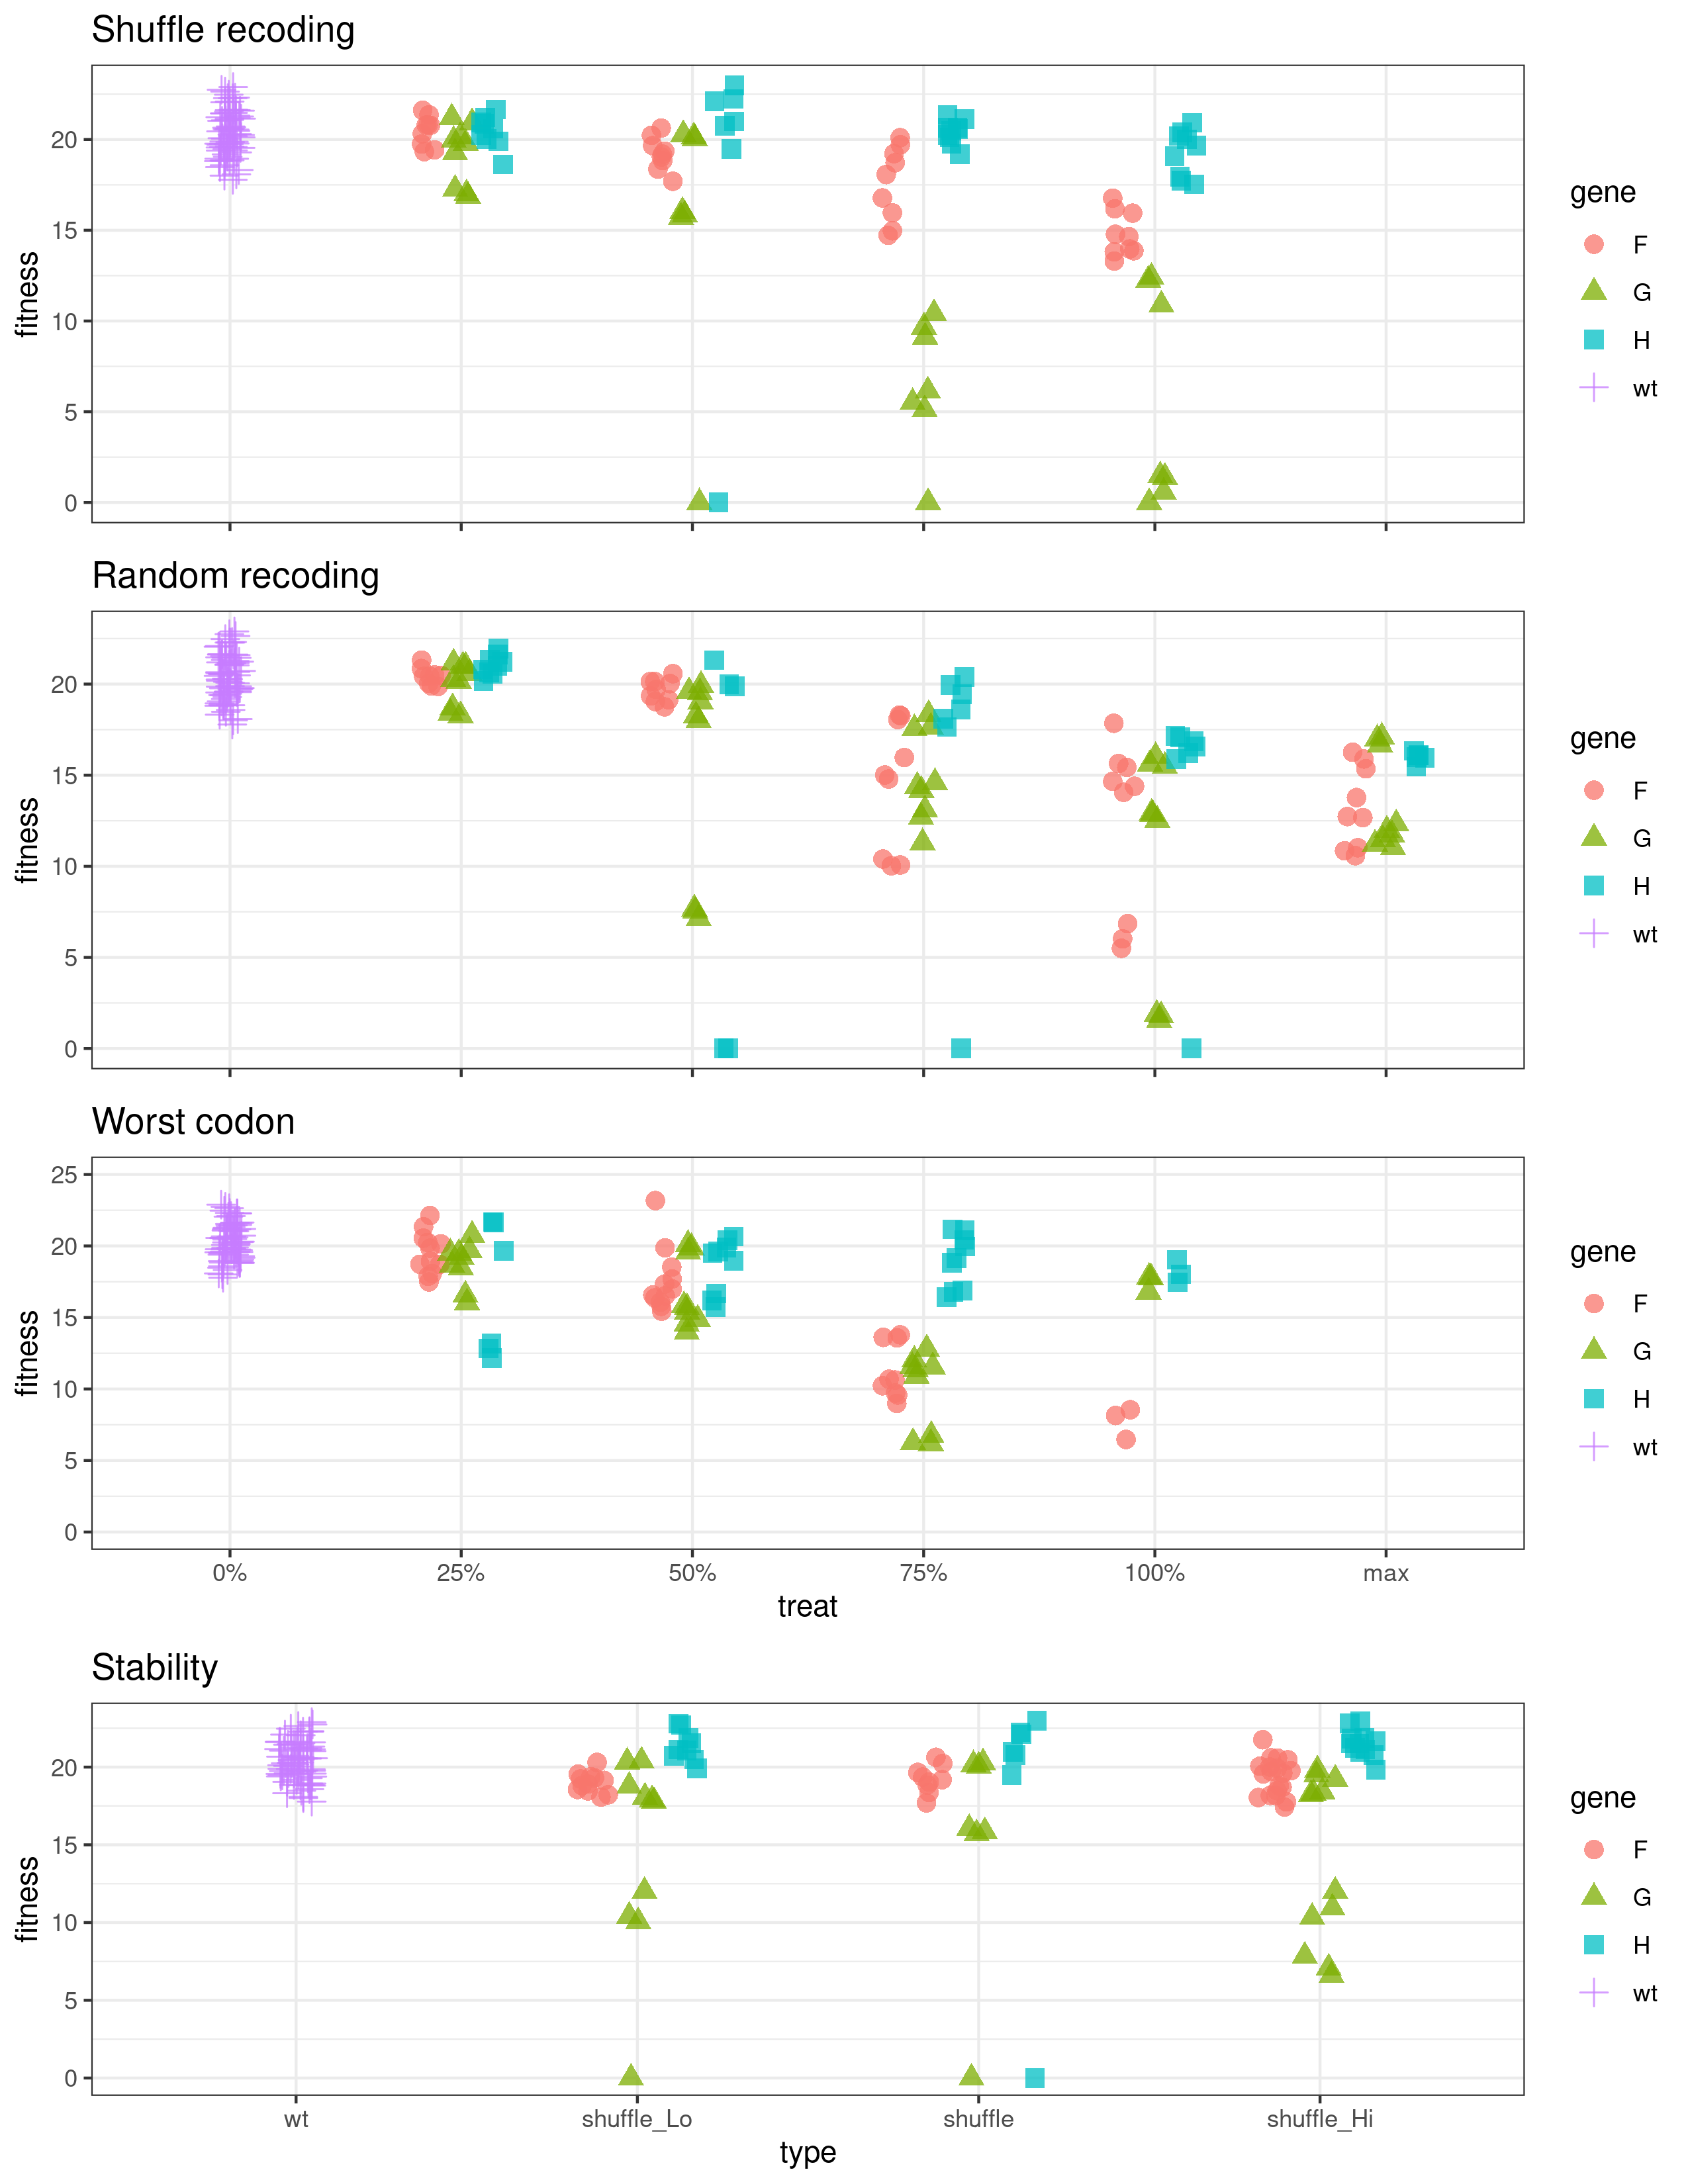 Shuffle recoding
fitness
20
15
10
5
0
gene
F
G
H
wt
Random recoding
fitness
20
15
10
5
0
gene
F
G
H
wt
Worst codon
fitness
25
20
15
10
5
0
0% 25% 50% 75% 100% max
treat
gene
F
G
H
wt
Stability
fitness
20
15
10
5
0
wt shuffle_Lo shuffle shuffle_Hi
type
gene
F
G
H
wt